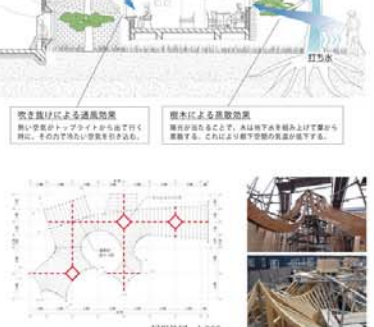 打ち水
吹き抜けによる通風効果
熱い空気がトップライトから出て行く
時に、その力で冷たい空気を引き込む。
樹木による蒸散効果
陽光が当たることで、木は地下水を組み上げて葉から
蒸散する。これにより樹下空間の気温が低下する。